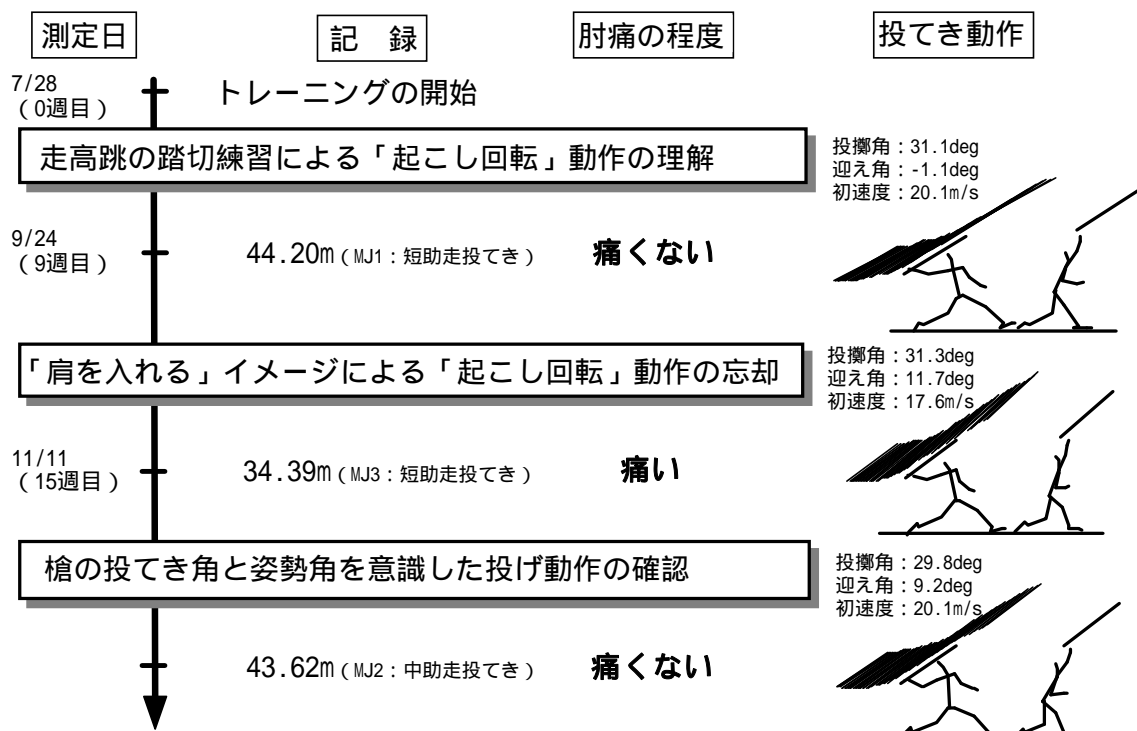 測定日 記 録 肘痛の程度 投てき動作
7/28
(0週目)
トレーニングの開始
走高跳の踏切練習による「起こし回転」動作の理解
投擲角:31.1deg
迎え角:-1.1deg
初速度:20.1m/s
9/24
(9週目)
44.20m(MJ1:短助走投てき) 痛くない
「肩を入れる」イメージによる「起こし回転」動作の忘却
投擲角:31.3deg
迎え角:11.7deg
初速度:17.6m/s
11/11
(15週目)
34.39m(MJ3:短助走投てき) 痛い
槍の投てき角と姿勢角を意識した投げ動作の確認
投擲角:29.8deg
迎え角:9.2deg
初速度:20.1m/s
43.62m(MJ2:中助走投てき) 痛くない